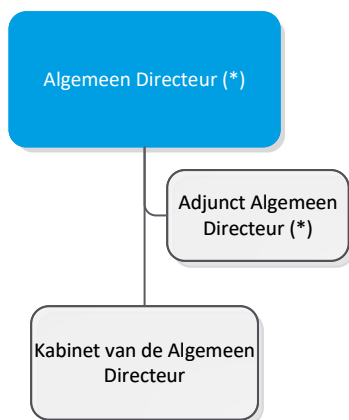 Algemeen Directeur (*)
Adjunct Algemeen
Directeur (*)
Kabinet van de Algemeen
Directeur